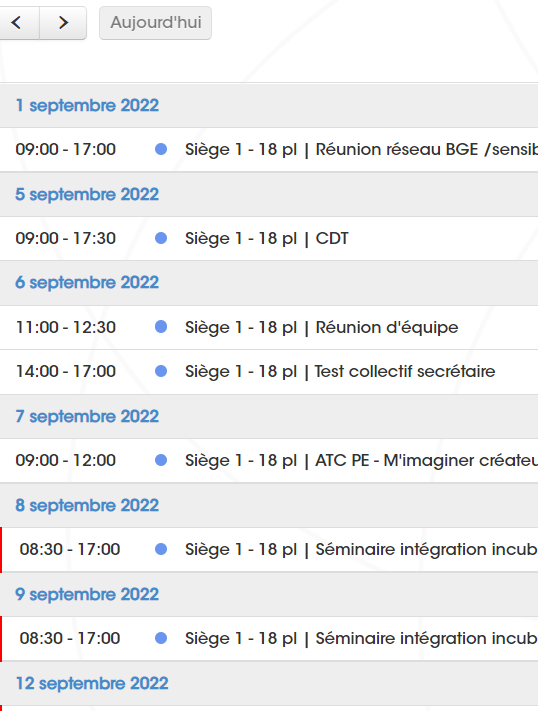 Aujourd'hui
1 septembre 2022
09:00 - 17:00 Siège 1 - 18 pl | Réunion réseau BGE /sensib
5 septembre 2022
09:00 - 17:30 Siège 1 - 18 pl | CDT
6 septembre 2022
11:00 - 12:30 Siège 1 - 18 pl | Réunion d'équipe
14:00 - 17:00 Siège 1 - 18 pl | Test collectif secrétaire
7 septembre 2022
09:00 - 12:00 Siège 1 - 18 pl | ATC PE - M'imaginer créateu
8 septembre 2022
08:30 - 17:00 Siège 1 - 18 pl | Séminaire intégration incub
9 septembre 2022
08:30 - 17:00 Siège 1 - 18 pl | Séminaire intégration incub
12 septembre 2022